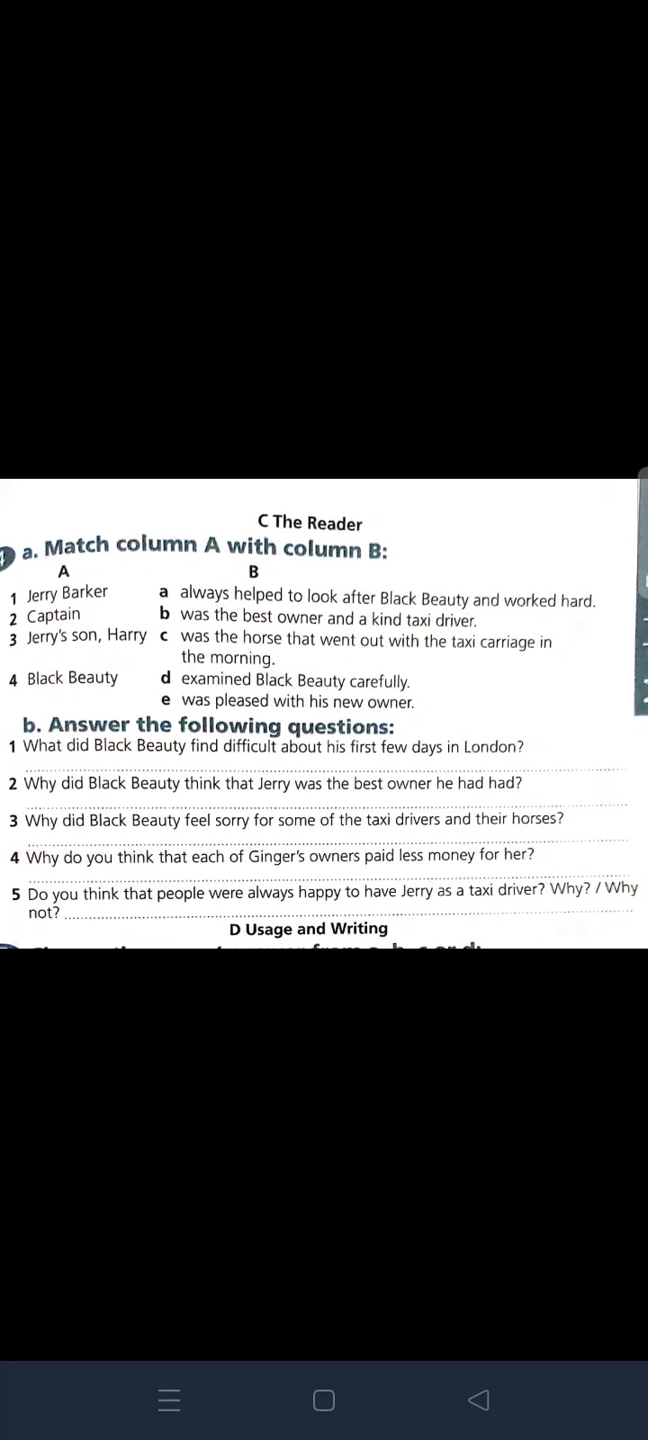 C The Reader
a. Match column A with column B:
A B
1 Jerry Barker a always helped to look after Black Beauty and worked hard.
2 Captain b was the best owner and a kind taxi driver.
3 Jerry's son, Harry c was the horse that went out with the taxi carriage in
the morning.
4 Black Beauty d examined Black Beauty carefully.
e was pleased with his new owner.
b. Answer the following questions:
1 What did Black Beauty find difficult about his first few days in London?
2 Why did Black Beauty think that Jerry was the best owner he had had?
3 Why did Black Beauty feel sorry for some of the taxi drivers and their horses?
4 Why do you think that each of Ginger's owners paid less money for her?
5 Do you think that people were always happy to have Jerry as a taxi driver? Why? / Why
not?
D Usage and Writing